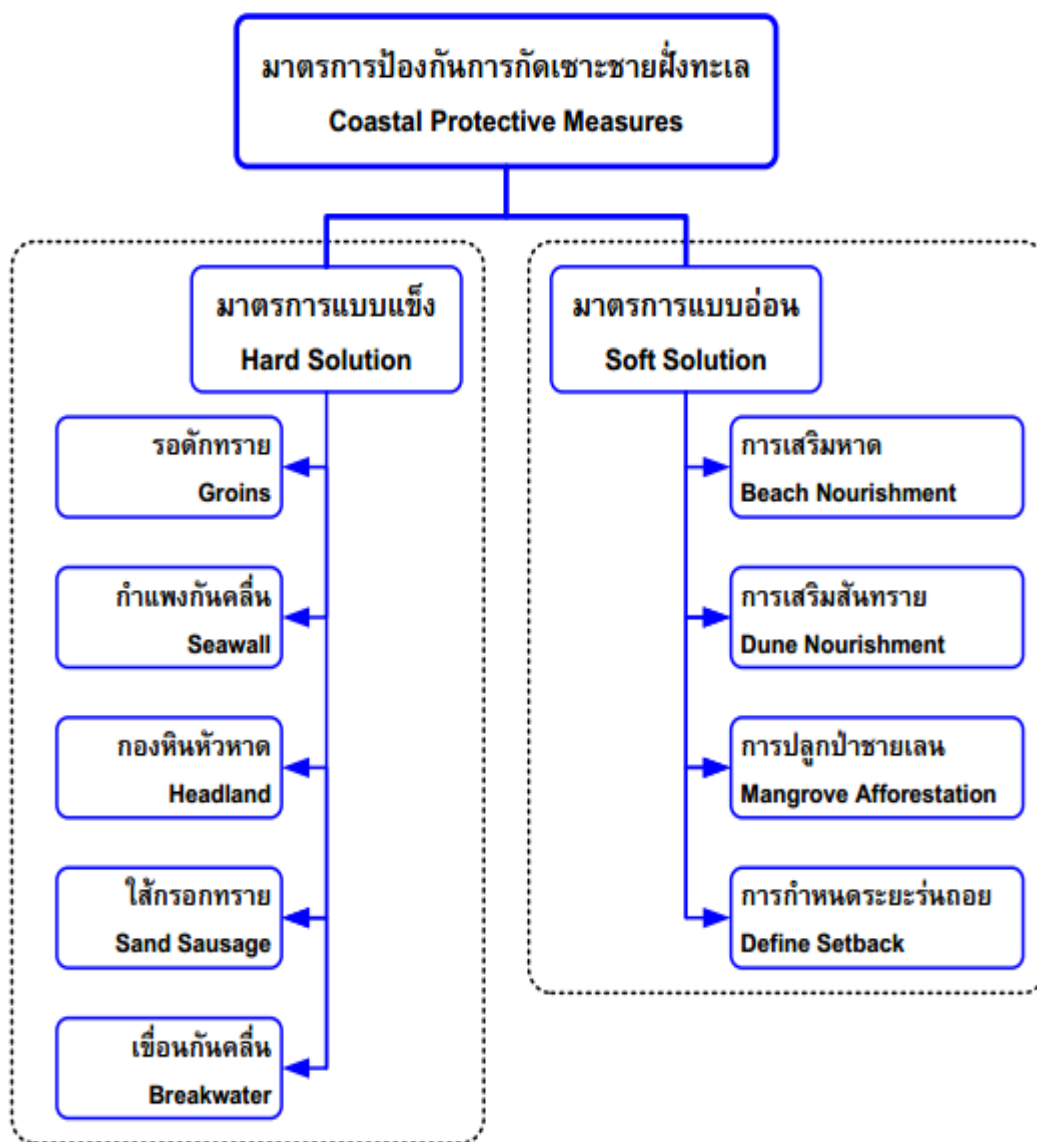 มาตรการป้องกันการกัดเซาะชายฝั่งทะเล
Coastal Protective Measures
มาตรการแบบแข็ง
Hard Solution
รอดักทราย
Groins
กำแพงกันคลื่น
Seawall
กองหินหัวหาด
Headland
ใส้กรอกทราย
Sand Sausage
เขื่อนกันคลื่น
Breakwater
มาตรการแบบอ่อน
Soft Solution
การเสริมหาด
Beach Nourishment
การเสริมสันทราย
Dune Nourishment
การปลูกป่าชายเลน
Mangrove Afforestation
การกำหนดระยะร่นถอย
Define Setback